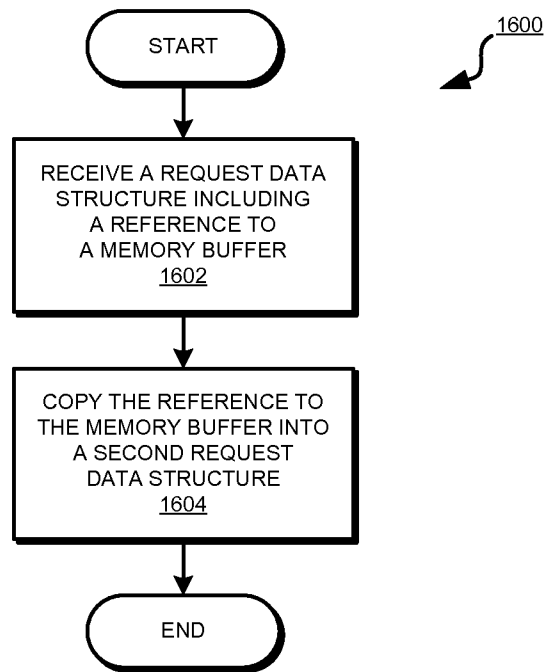 START
1600
RECEIVE A REQUEST DATA
STRUCTURE INCLUDING
A REFERENCE TO
A MEMORY BUFFER
1602
COPY THE REFERENCE TO
THE MEMORY BUFFER INTO
A SECOND REQUEST
DATA STRUCTURE
1604
END